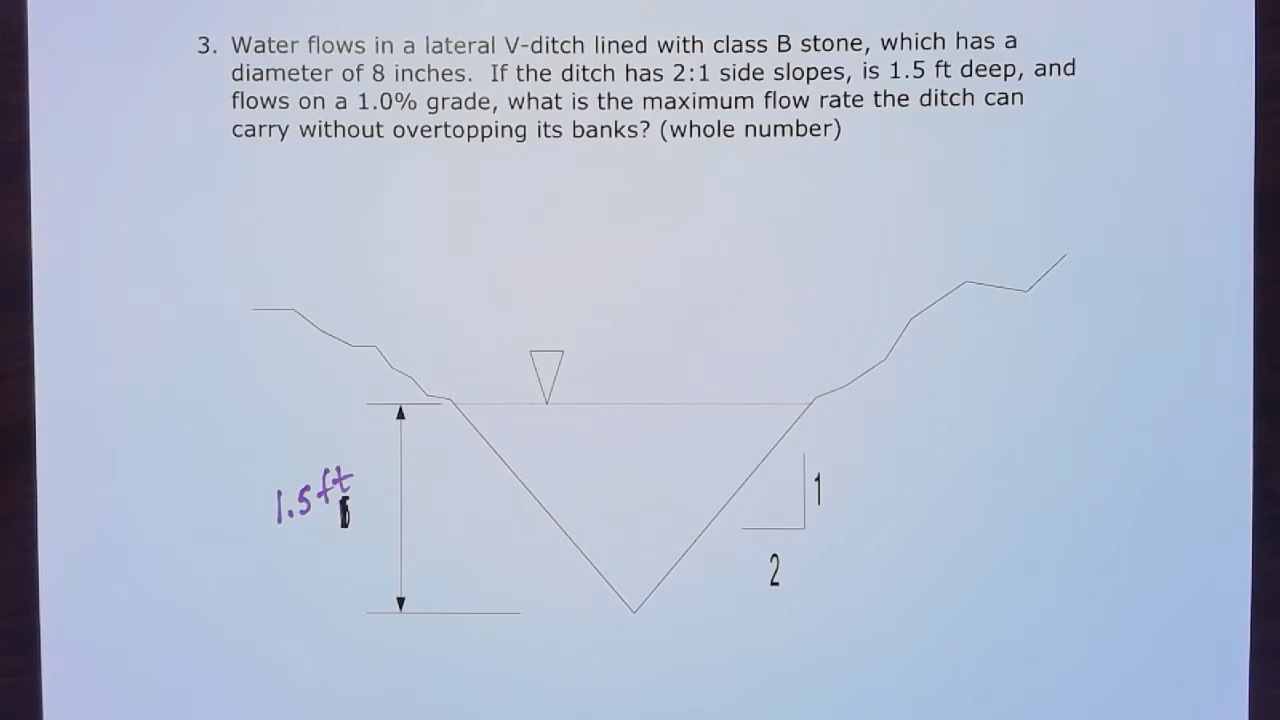 3. Water flows in a lateral V-ditch lined with class B stone, which has a
diameter of 8 inches. If the ditch has 2:1 side slopes, is 1.5 ft deep, and
flows on a 1.0% grade, what is the maximum flow rate the ditch can
carry without overtopping its banks? (whole number)
1.5ft
1
2